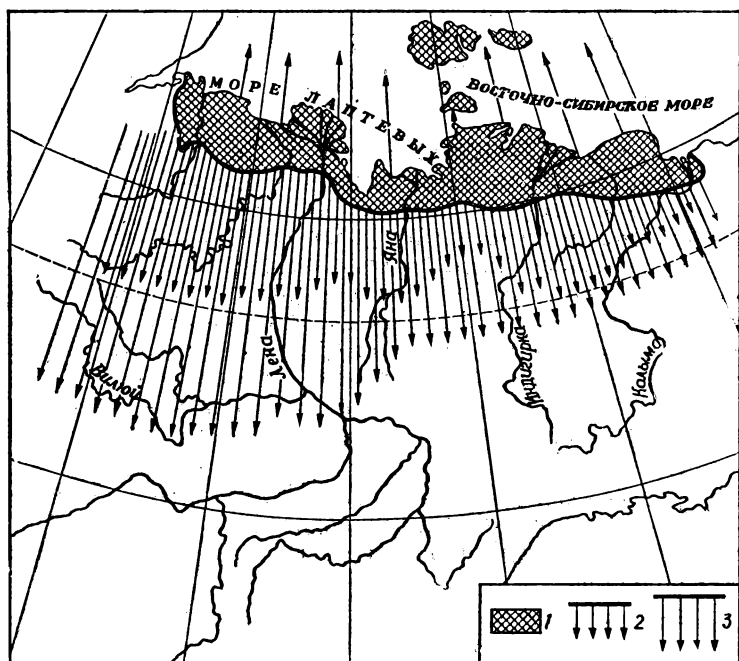 МОРЕ ЛАПТЕВЫХ
ВОСТОЧНО-СИБИРСКОЕ МОРЕ
Яна
Лена
Вилюй
Индигирка
Колыма
1
2
3